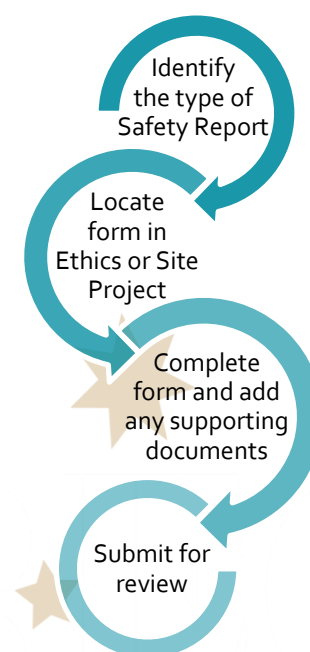 Identify
the type of
Safety Report
Locate
form in
Ethics or Site
Project
Complete
form and add
any supporting
documents
Submit for
review